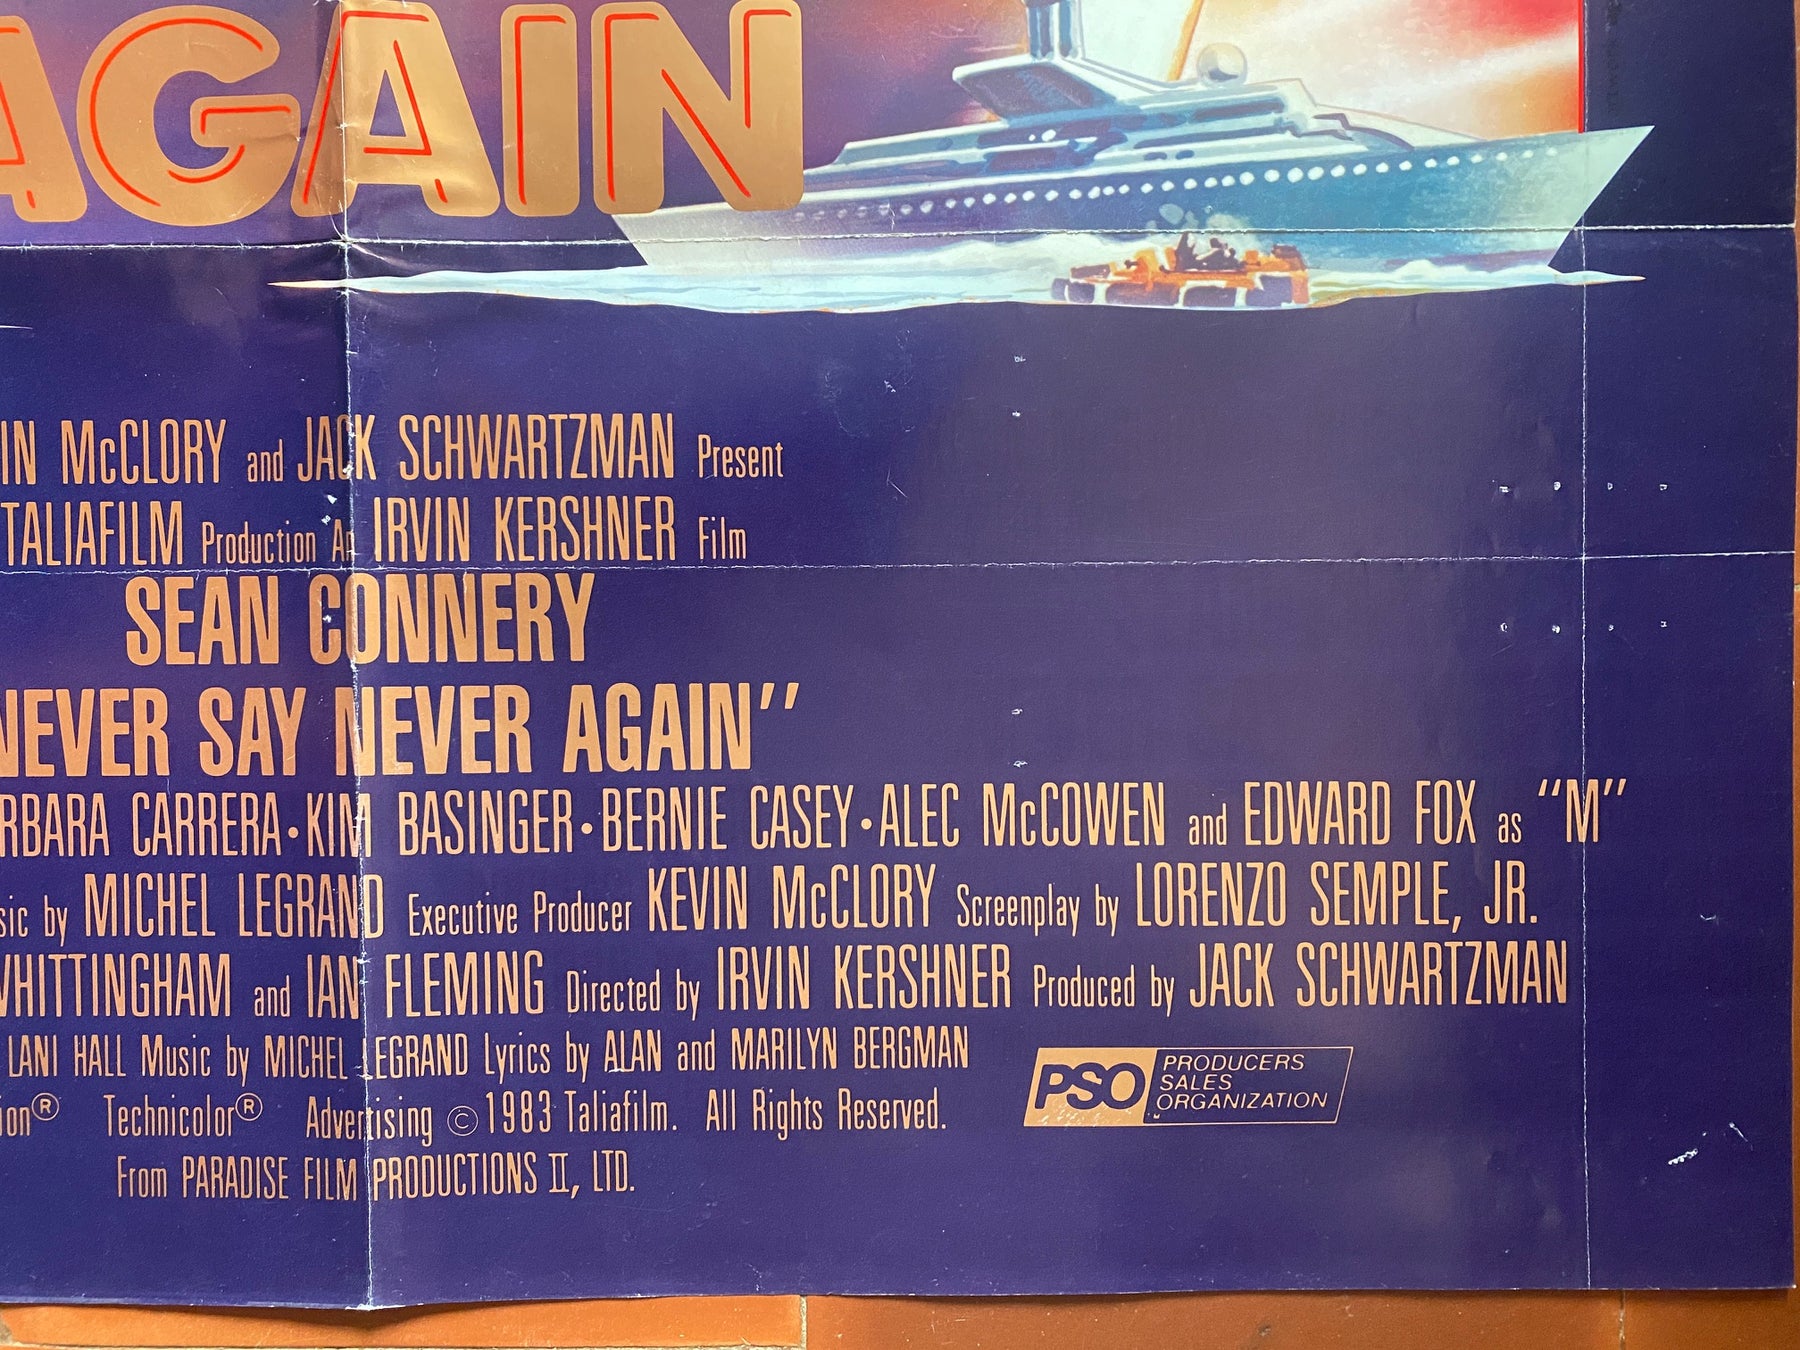 AGAIN
IN McCLORY and JACK SCHWARTZMAN Present
TALIAFILM Production An IRVIN KERSHNER Film
SEAN CONNERY
NEVER SAY NEVER AGAIN”
RBARA CARRERA • KIM BASINGER • BERNIE CASEY • ALEC McCOWEN and EDWARD FOX as “M”
sic by MICHEL LEGRAND Executive Producer KEVIN McCLORY Screenplay by LORENZO SEMPLE, JR.
WHITTINGHAM and IAN FLEMING Directed by IRVIN KERSHNER Produced by JACK SCHWARTZMAN
LANI HALL Music by MICHEL LEGRAND Lyrics by ALAN and MARILYN BERGMAN
ion® Technicolor® Advertising © 1983 Taliafilm. All Rights Reserved.
From PARADISE FILM PRODUCTIONS II, LTD.
PSO PRODUCERS
SALES
ORGANIZATION